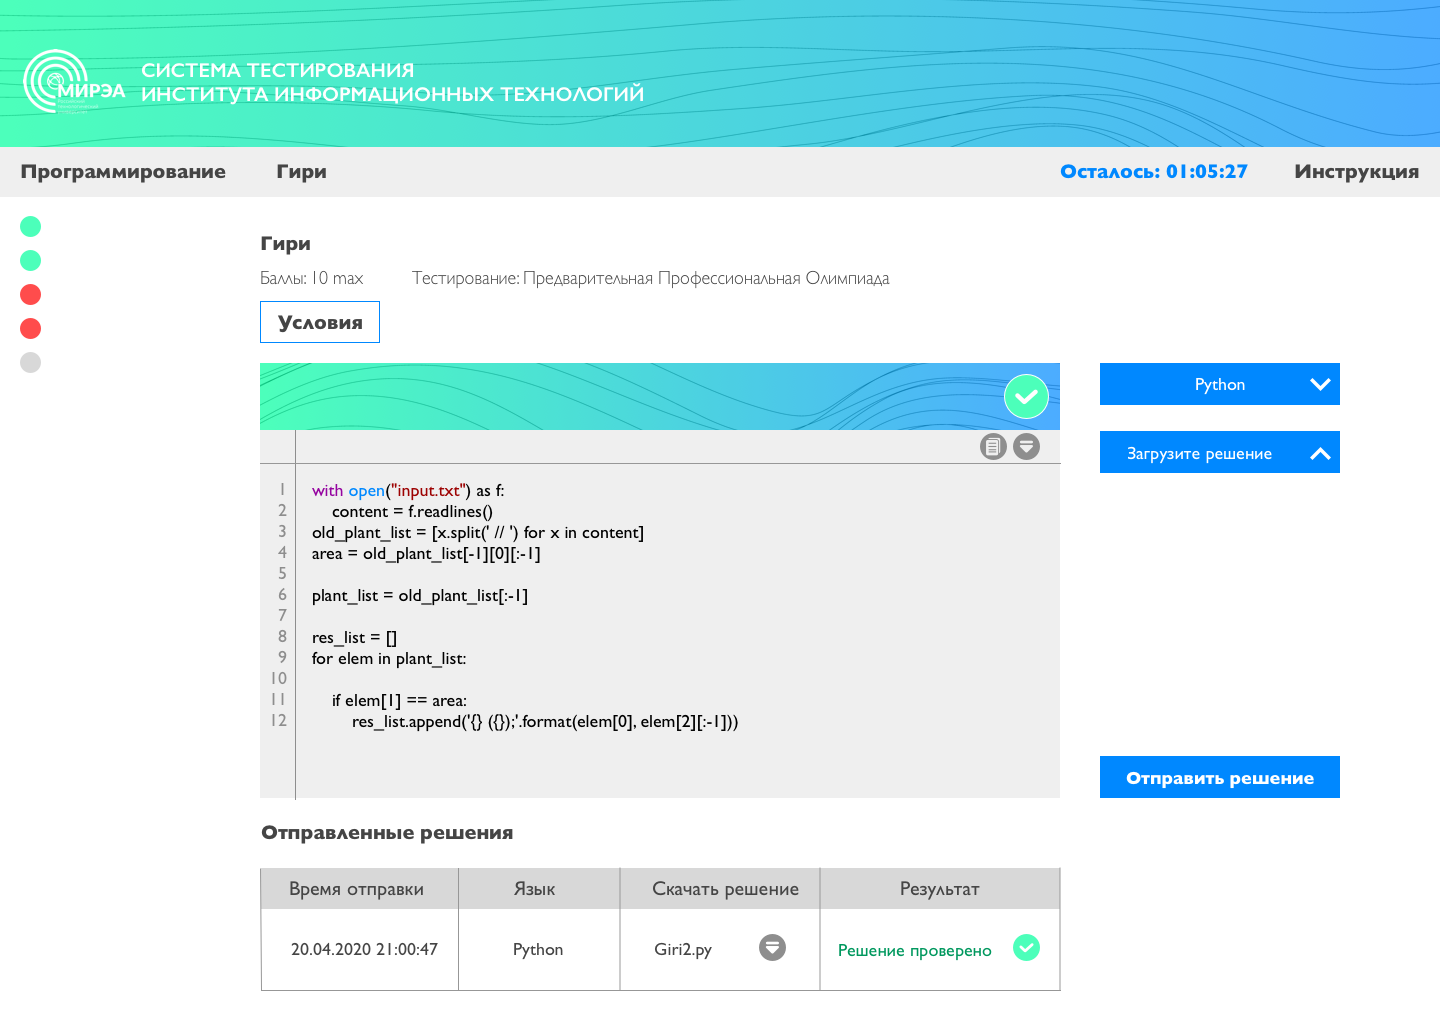 МИРЭА
СИСТЕМА ТЕСТИРОВАНИЯ
ИНСТИТУТА ИНФОРМАЦИОННЫХ ТЕХНОЛОГИЙ
Программирование Гири Осталось: 01:05:27 Инструкция
Гири
Баллы: 10 max Тестирование: Предварительная Профессиональная Олимпиада
Условия
Python
Загрузите решение
1 with open("input.txt") as f:
2 content = f.readlines()
3 old_plant_list = [x.split(' // ') for x in content]
4 area = old_plant_list[-1][0][:-1]
5
6 plant_list = old_plant_list[:-1]
7
8 res_list = []
9 for elem in plant_list:
10
11 if elem[1] == area:
12 res_list.append('{} ({});'.format(elem[0], elem[2][:-1]))
Отправить решение
Отправленные решения
Время отправки Язык Скачать решение Результат
20.04.2020 21:00:47 Python Giri2.py Решение проверено